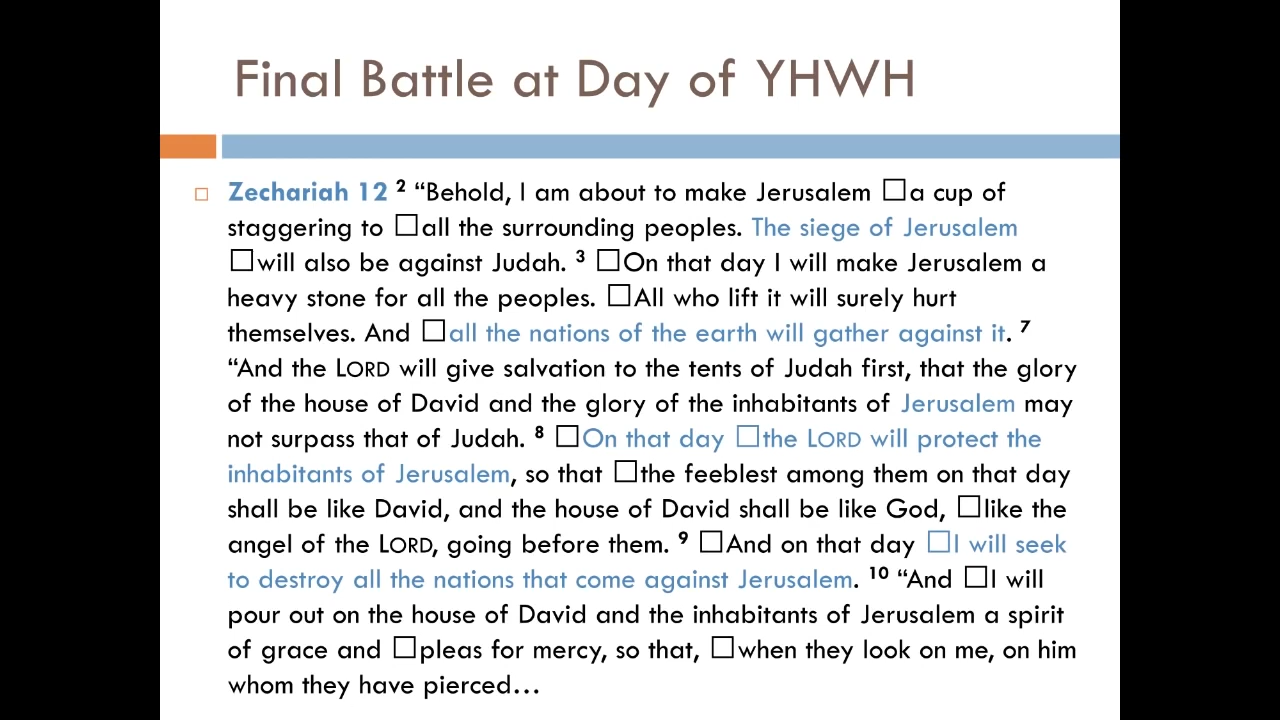 Final Battle at Day of YHWH
□ Zechariah 12 ² “Behold, I am about to make Jerusalem □a cup of
staggering to □all the surrounding peoples. The siege of Jerusalem
□will also be against Judah. ³ □On that day I will make Jerusalem a
heavy stone for all the peoples. □All who lift it will surely hurt
themselves. And □all the nations of the earth will gather against it. ⁷
“And the LORD will give salvation to the tents of Judah first, that the glory
of the house of David and the glory of the inhabitants of Jerusalem may
not surpass that of Judah. ⁸ □On that day □the LORD will protect the
inhabitants of Jerusalem, so that □the feeblest among them on that day
shall be like David, and the house of David shall be like God, □like the
angel of the LORD, going before them. ⁹ □And on that day □I will seek
to destroy all the nations that come against Jerusalem. ¹⁰ “And □I will
pour out on the house of David and the inhabitants of Jerusalem a spirit
of grace and □pleas for mercy, so that, □when they look on me, on him
whom they have pierced…